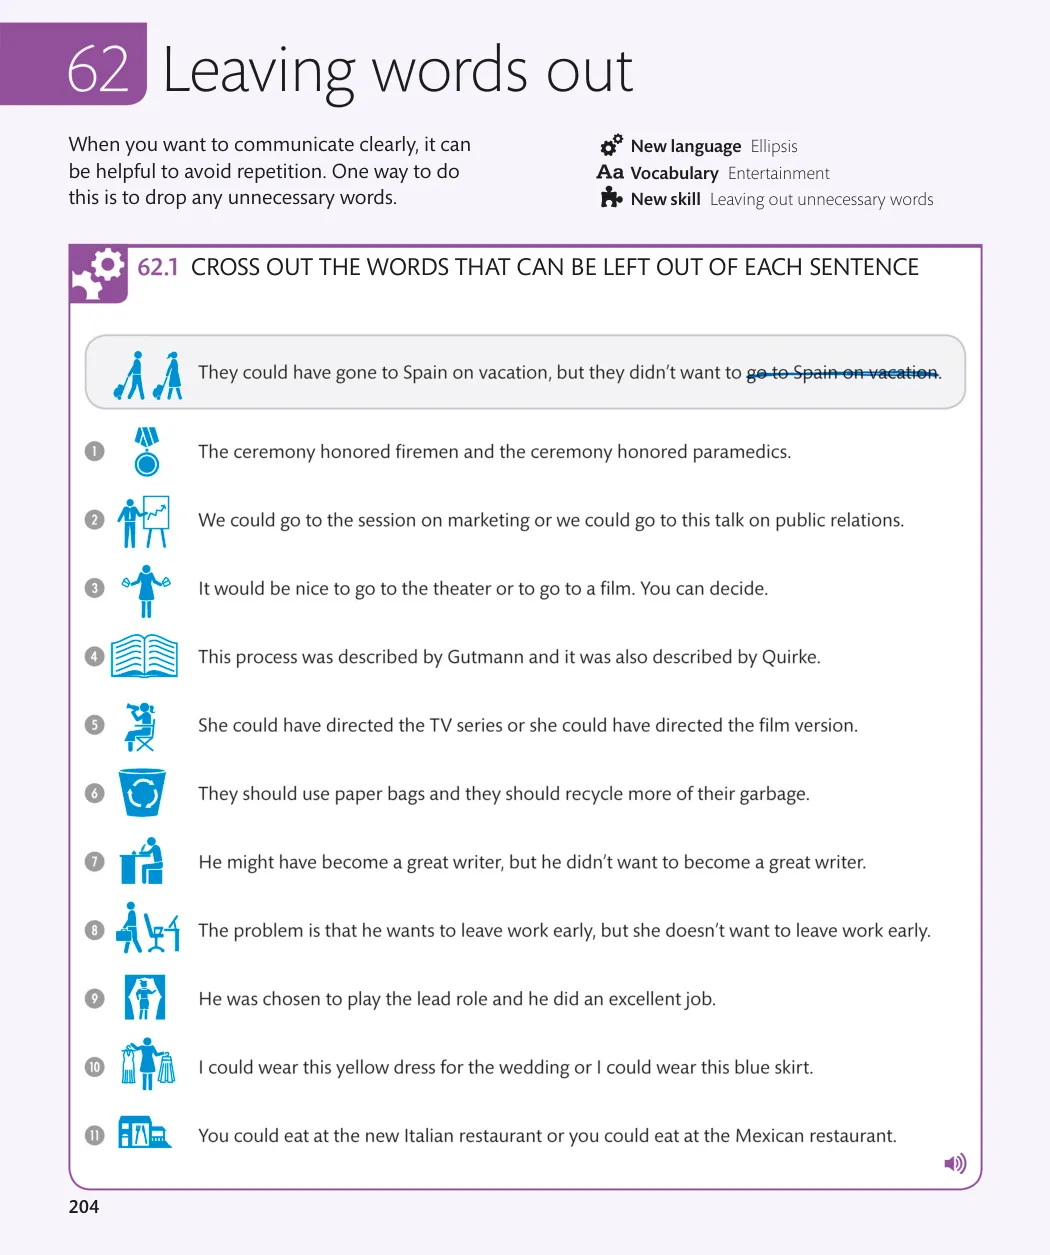 62 Leaving words out
When you want to communicate clearly, it can
be helpful to avoid repetition. One way to do
this is to drop any unnecessary words.
New language Ellipsis
Aa Vocabulary Entertainment
New skill Leaving out unnecessary words
62.1 CROSS OUT THE WORDS THAT CAN BE LEFT OUT OF EACH SENTENCE
They could have gone to Spain on vacation, but they didn’t want to go to Spain on vacation.
1 The ceremony honored firemen and the ceremony honored paramedics.
2 We could go to the session on marketing or we could go to this talk on public relations.
3 It would be nice to go to the theater or to go to a film. You can decide.
4 This process was described by Gutmann and it was also described by Quirke.
5 She could have directed the TV series or she could have directed the film version.
6 They should use paper bags and they should recycle more of their garbage.
7 He might have become a great writer, but he didn’t want to become a great writer.
8 The problem is that he wants to leave work early, but she doesn’t want to leave work early.
9 He was chosen to play the lead role and he did an excellent job.
10 I could wear this yellow dress for the wedding or I could wear this blue skirt.
11 You could eat at the new Italian restaurant or you could eat at the Mexican restaurant.
204